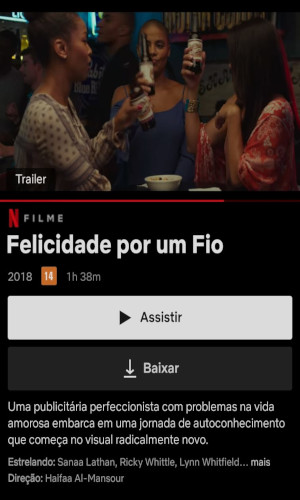 Trailer
N FILME
Felicidade por um Fio
2018 14 1h 38m
Assistir
Baixar
Uma publicitária perfeccionista com problemas na vida
amorosa embarca em uma jornada de autoconhecimento
que começa no visual radicalmente novo.
Estrelando: Sanaa Lathan, Ricky Whittle, Lynn Whitfield... mais
Direção: Haifaa Al-Mansour